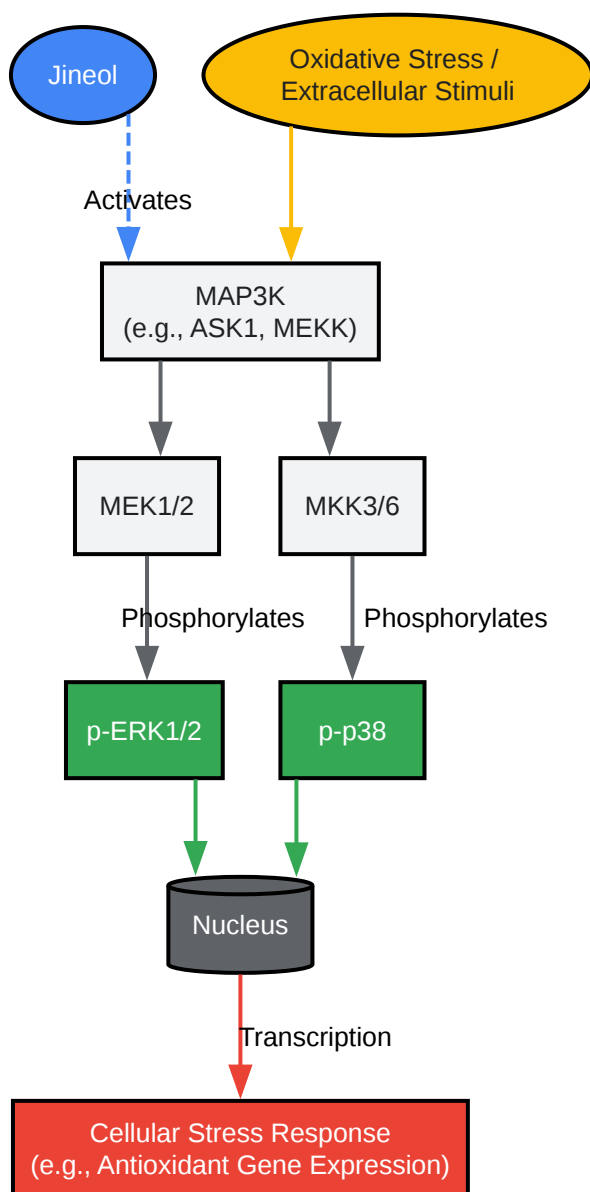 Jineol
Oxidative Stress /
Extracellular Stimuli
Activates
MAP3K
(e.g., ASK1, MEKK)
MEK1/2
MKK3/6
Phosphorylates
Phosphorylates
p-ERK1/2
p-p38
Nucleus
Transcription
Cellular Stress Response
(e.g., Antioxidant Gene Expression)